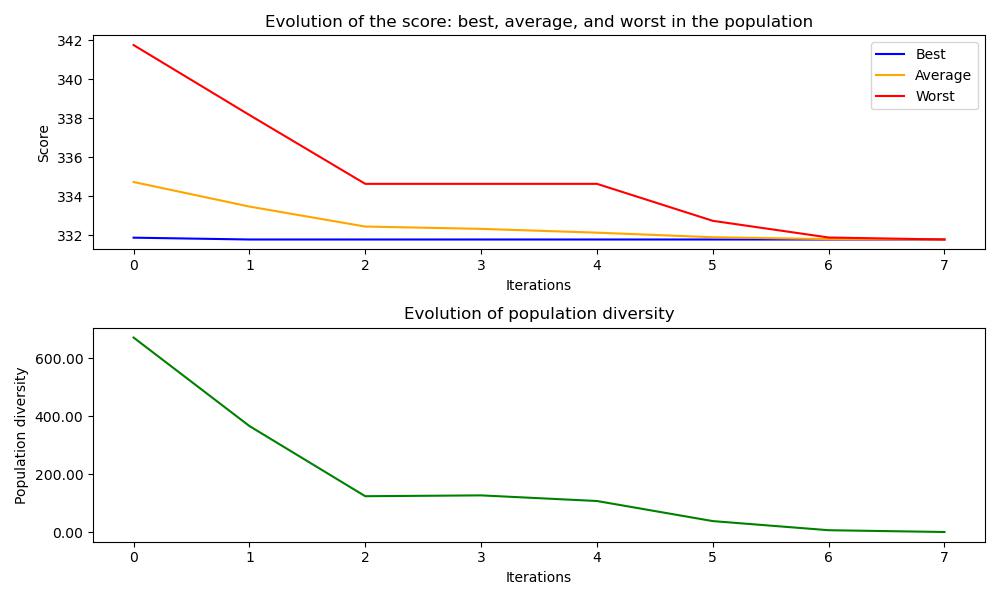 Evolution of the score: best, average, and worst in the population
342
340
338
336
334
332
Score
Best
Average
Worst
0 1 2 3 4 5 6 7
Iterations
Evolution of population diversity
600.00
400.00
200.00
0.00
Population diversity
0 1 2 3 4 5 6 7
Iterations